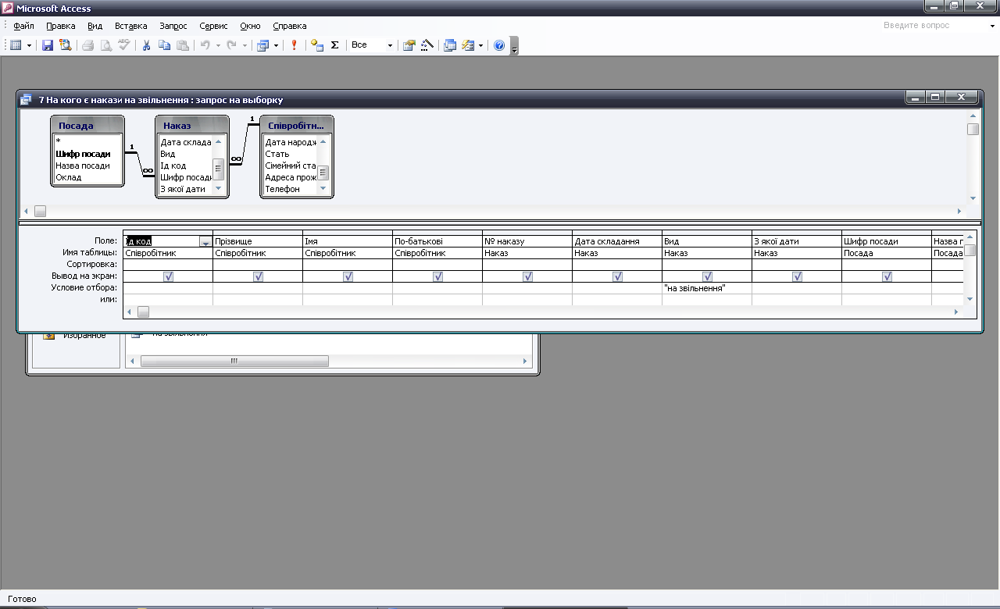 Microsoft Access
Файл Правка Вид Вставка Запрос Сервис Окно Справка Введите вопрос
Все
7 На кого є накази на звільнення : запрос на выборку
Посада
*
Шифр посади
Назва посади
Оклад
1
∞
Наказ
Дата склада
Вид
Ід код
Шифр посади
З якої дати
1
∞
Співробітн...
Дата народж
Стать
Сімейний ста
Адреса прож
Телефон
Поле: Ід код Прізвище Імя По-батькові № наказу Дата складання Вид З якої дати Шифр посади Назва п
Имя таблицы: Співробітник Співробітник Співробітник Співробітник Наказ Наказ Наказ Наказ Посада Посада
Сортировка:
Вывод на экран:
Условие отбора: "на звільнення"
или:
Избранное
на звільнення
Готово